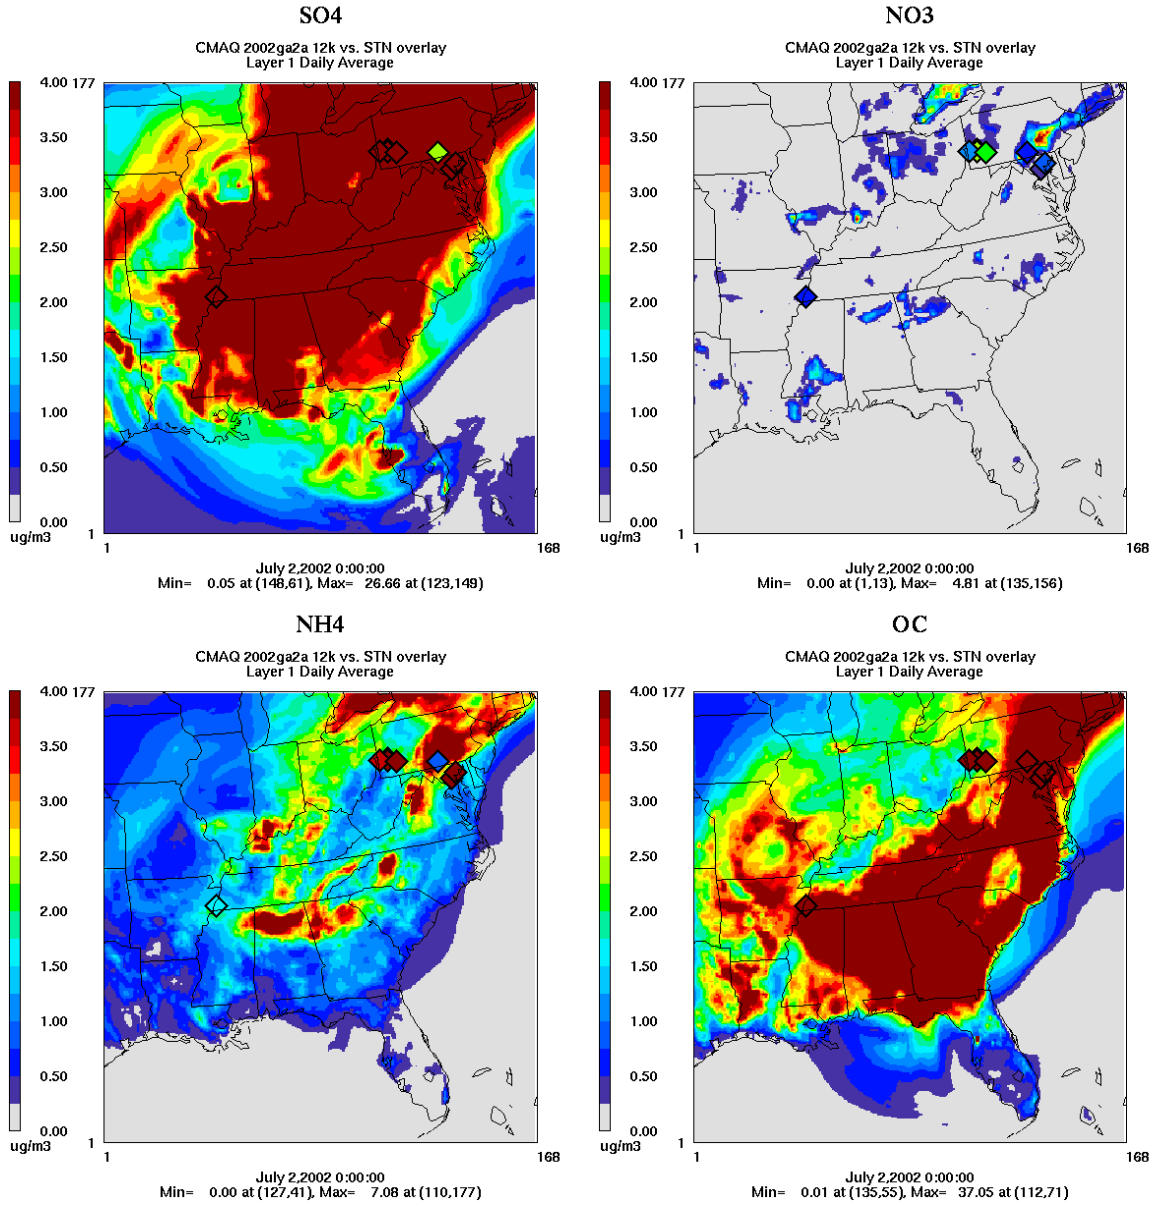 SO4
CMAQ 2002ga2a 12k vs. STN overlay
Layer 1 Daily Average
4.00 177
3.50
3.00
2.50
2.00
1.50
1.00
0.50
0.00
ug/m3
1
1 168
July 2,2002 0:00:00
Min= 0.05 at (148,61), Max= 26.66 at (123,149)
NO3
CMAQ 2002ga2a 12k vs. STN overlay
Layer 1 Daily Average
4.00 177
3.50
3.00
2.50
2.00
1.50
1.00
0.50
0.00
ug/m3
1
1 168
July 2,2002 0:00:00
Min= 0.00 at (1,13), Max= 4.81 at (135,156)
NH4
CMAQ 2002ga2a 12k vs. STN overlay
Layer 1 Daily Average
4.00 177
3.50
3.00
2.50
2.00
1.50
1.00
0.50
0.00
ug/m3
1
1 168
July 2,2002 0:00:00
Min= 0.00 at (127,41), Max= 7.08 at (110,177)
OC
CMAQ 2002ga2a 12k vs. STN overlay
Layer 1 Daily Average
4.00 177
3.50
3.00
2.50
2.00
1.50
1.00
0.50
0.00
ug/m3
1
1 168
July 2,2002 0:00:00
Min= 0.01 at (135,55), Max= 37.05 at (112,71)